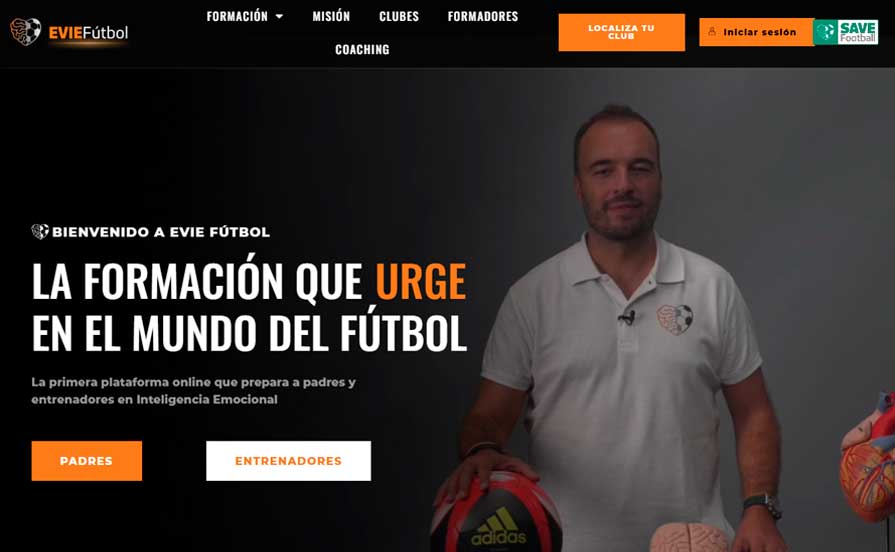 EVIEFútbol
FORMACIÓN
MISIÓN
CLUBES
FORMADORES
COACHING
LOCALIZA TU
CLUB
Iniciar sesión
SAVE
Football
BIENVENIDO A EVIE FÚTBOL
LA FORMACIÓN QUE URGE
EN EL MUNDO DEL FÚTBOL
La primera plataforma online que prepara a padres y
entrenadores en Inteligencia Emocional
PADRES
ENTRENADORES
adidas